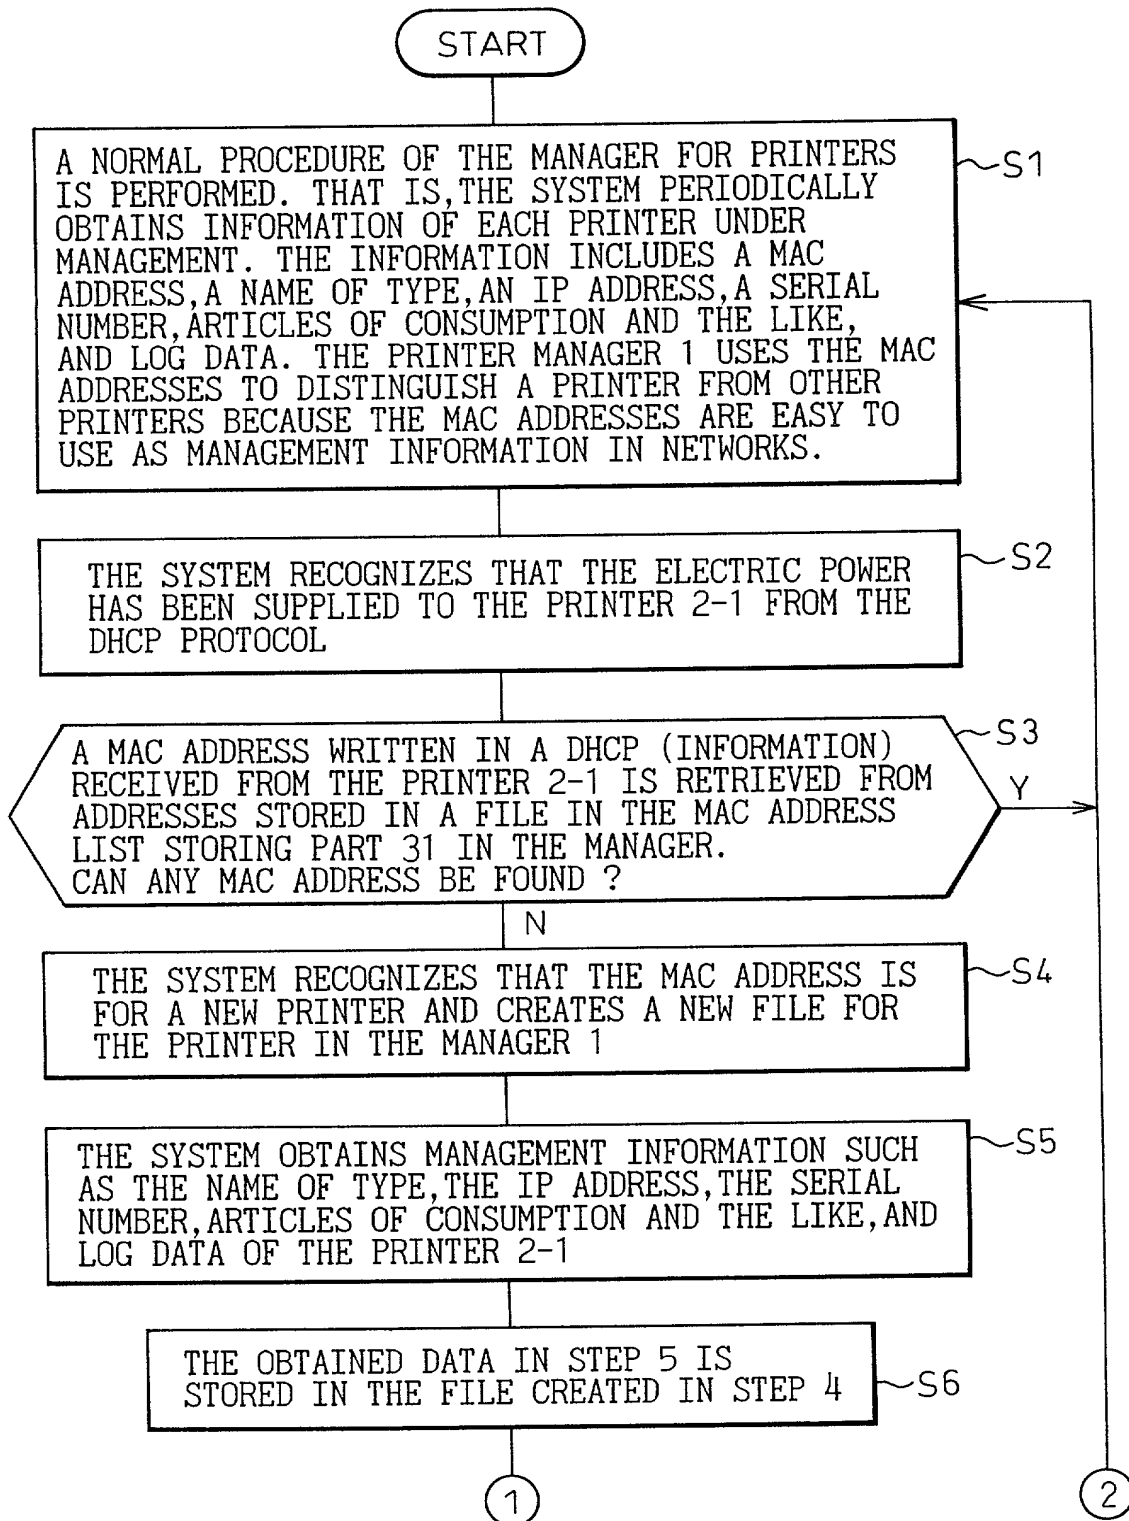 START
A NORMAL PROCEDURE OF THE MANAGER FOR PRINTERS
IS PERFORMED. THAT IS,THE SYSTEM PERIODICALLY
OBTAINS INFORMATION OF EACH PRINTER UNDER
MANAGEMENT. THE INFORMATION INCLUDES A MAC
ADDRESS,A NAME OF TYPE,AN IP ADDRESS,A SERIAL
NUMBER,ARTICLES OF CONSUMPTION AND THE LIKE,
AND LOG DATA. THE PRINTER MANAGER 1 USES THE MAC
ADDRESSES TO DISTINGUISH A PRINTER FROM OTHER
PRINTERS BECAUSE THE MAC ADDRESSES ARE EASY TO
USE AS MANAGEMENT INFORMATION IN NETWORKS.
S1
THE SYSTEM RECOGNIZES THAT THE ELECTRIC POWER
HAS BEEN SUPPLIED TO THE PRINTER 2-1 FROM THE
DHCP PROTOCOL
S2
A MAC ADDRESS WRITTEN IN A DHCP (INFORMATION)
RECEIVED FROM THE PRINTER 2-1 IS RETRIEVED FROM
ADDRESSES STORED IN A FILE IN THE MAC ADDRESS
LIST STORING PART 31 IN THE MANAGER.
CAN ANY MAC ADDRESS BE FOUND ?
S3
Y
N
THE SYSTEM RECOGNIZES THAT THE MAC ADDRESS IS
FOR A NEW PRINTER AND CREATES A NEW FILE FOR
THE PRINTER IN THE MANAGER 1
S4
THE SYSTEM OBTAINS MANAGEMENT INFORMATION SUCH
AS THE NAME OF TYPE,THE IP ADDRESS,THE SERIAL
NUMBER,ARTICLES OF CONSUMPTION AND THE LIKE,AND
LOG DATA OF THE PRINTER 2-1
S5
THE OBTAINED DATA IN STEP 5 IS
STORED IN THE FILE CREATED IN STEP 4
S6
1
2